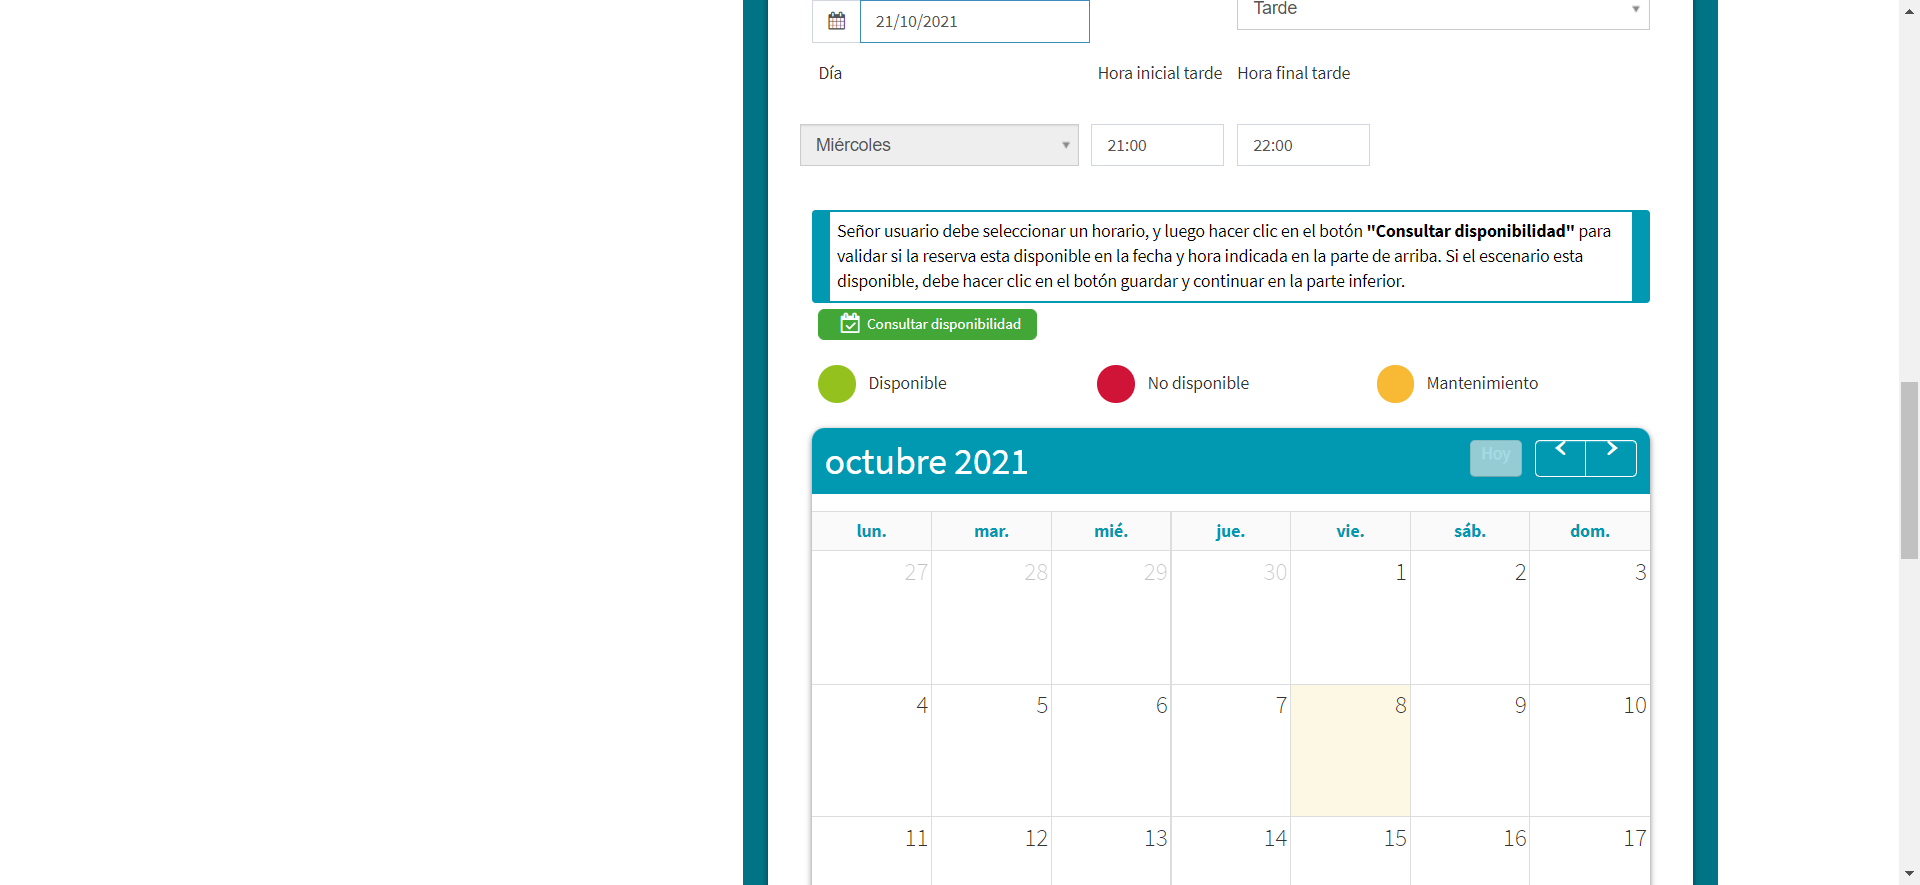 21/10/2021
Tarde
Día
Hora inicial tarde
Hora final tarde
Miércoles
21:00
22:00
Señor usuario debe seleccionar un horario, y luego hacer clic en el botón "Consultar disponibilidad" para
validar si la reserva esta disponible en la fecha y hora indicada en la parte de arriba. Si el escenario esta
disponible, debe hacer clic en el botón guardar y continuar en la parte inferior.
Consultar disponibilidad
Disponible
No disponible
Mantenimiento
octubre 2021
Hoy
lun. mar. mié. jue. vie. sáb. dom.
27 28 29 30 1 2 3
4 5 6 7 8 9 10
11 12 13 14 15 16 17